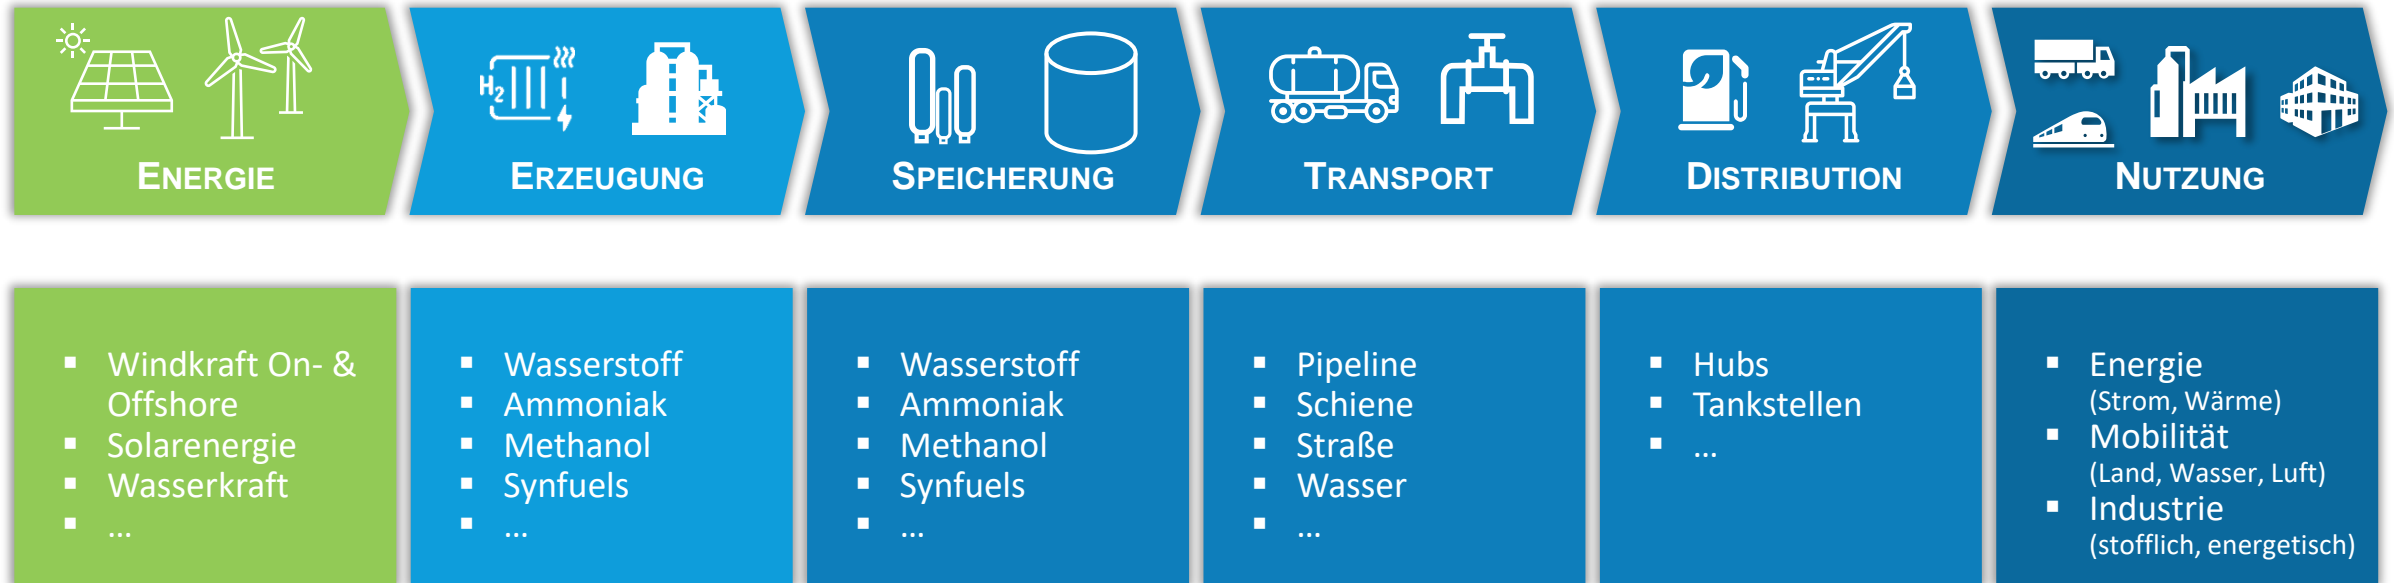 H2
ENERGIE
ERZEUGUNG
SPEICHERUNG
TRANSPORT
DISTRIBUTION
NUTZUNG
▪ Windkraft On- &
Offshore
▪ Solarenergie
▪ Wasserkraft
▪ ...
▪ Wasserstoff
▪ Ammoniak
▪ Methanol
▪ Synfuels
▪ ...
▪ Wasserstoff
▪ Ammoniak
▪ Methanol
▪ Synfuels
▪ ...
▪ Pipeline
▪ Schiene
▪ Straße
▪ Wasser
▪ ...
▪ Hubs
▪ Tankstellen
▪ ...
▪ Energie
(Strom, Wärme)
▪ Mobilität
(Land, Wasser, Luft)
▪ Industrie
(stofflich, energetisch)